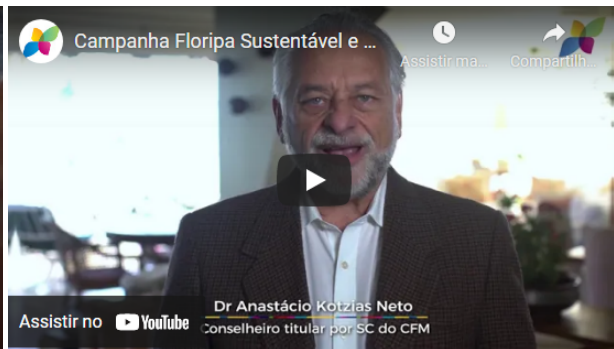 Campanha Floripa Sustentável e ...
Assistir ma...
Compartilh...
Dr Anastácio Kotzias Neto
Conselheiro titular por SC do CFM
Assistir no YouTube